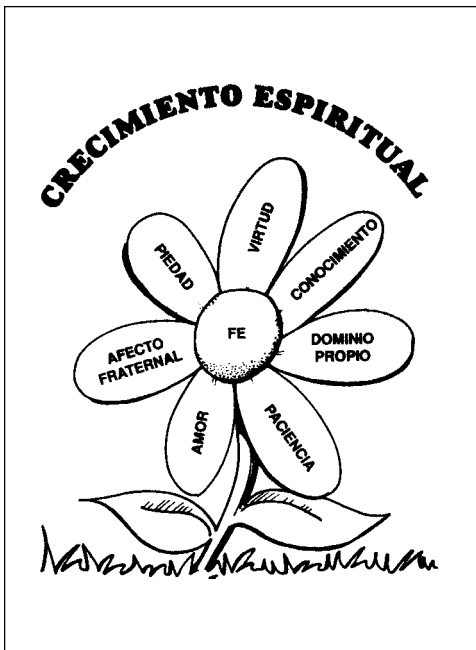 CRECIMIENTO ESPIRITUAL
VIRTUD
CONOCIMIENTO
DOMINIO
PROPIO
PACIENCIA
AMOR
AFECTO
FRATERNAL
PIEDAD
FE